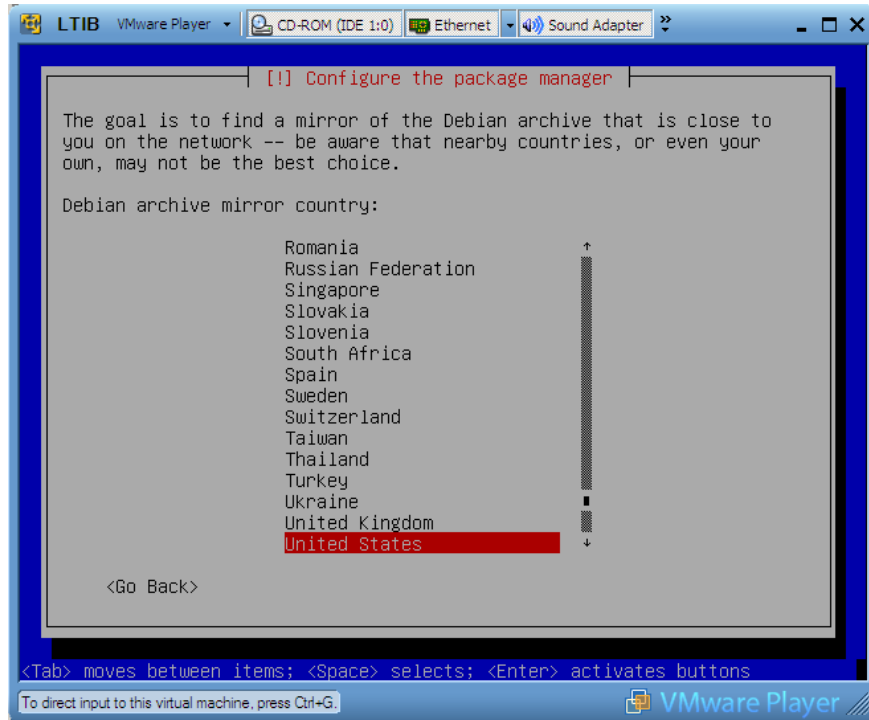 LTIB VMware Player CD-ROM (IDE 1:0) Ethernet Sound Adapter
[!] Configure the package manager
The goal is to find a mirror of the Debian archive that is close to
you on the network -- be aware that nearby countries, or even your
own, may not be the best choice.
Debian archive mirror country:
Romania
Russian Federation
Singapore
Slovakia
Slovenia
South Africa
Spain
Sweden
Switzerland
Taiwan
Thailand
Turkey
Ukraine
United Kingdom
United States
<Go Back>
<Tab> moves between items; <Space> selects; <Enter> activates buttons
To direct input to this virtual machine, press Ctrl+G.
VMware Player